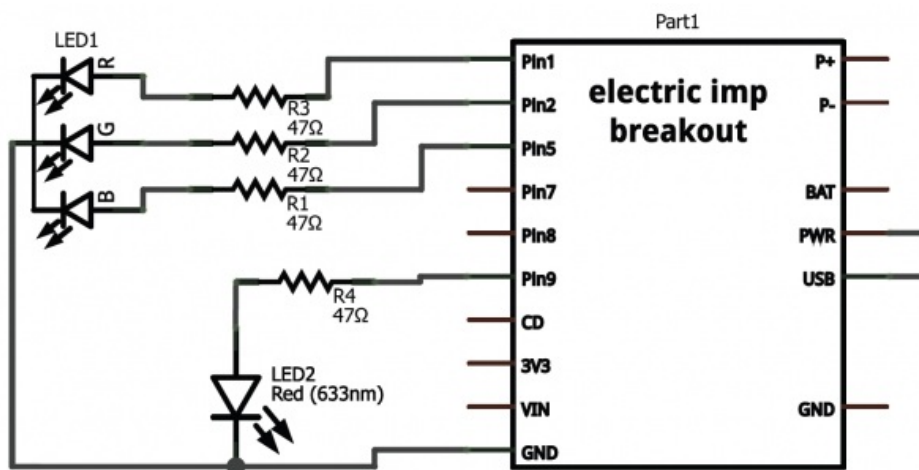 Part1
LED1
R
G
B
R3
47Ω
R2
47Ω
R1
47Ω
R4
47Ω
LED2
Red (633nm)
electric imp
breakout
Pin1
Pin2
Pin5
Pin7
Pin8
Pin9
CD
3V3
VIN
GND
P+
P-
BAT
PWR
USB
GND